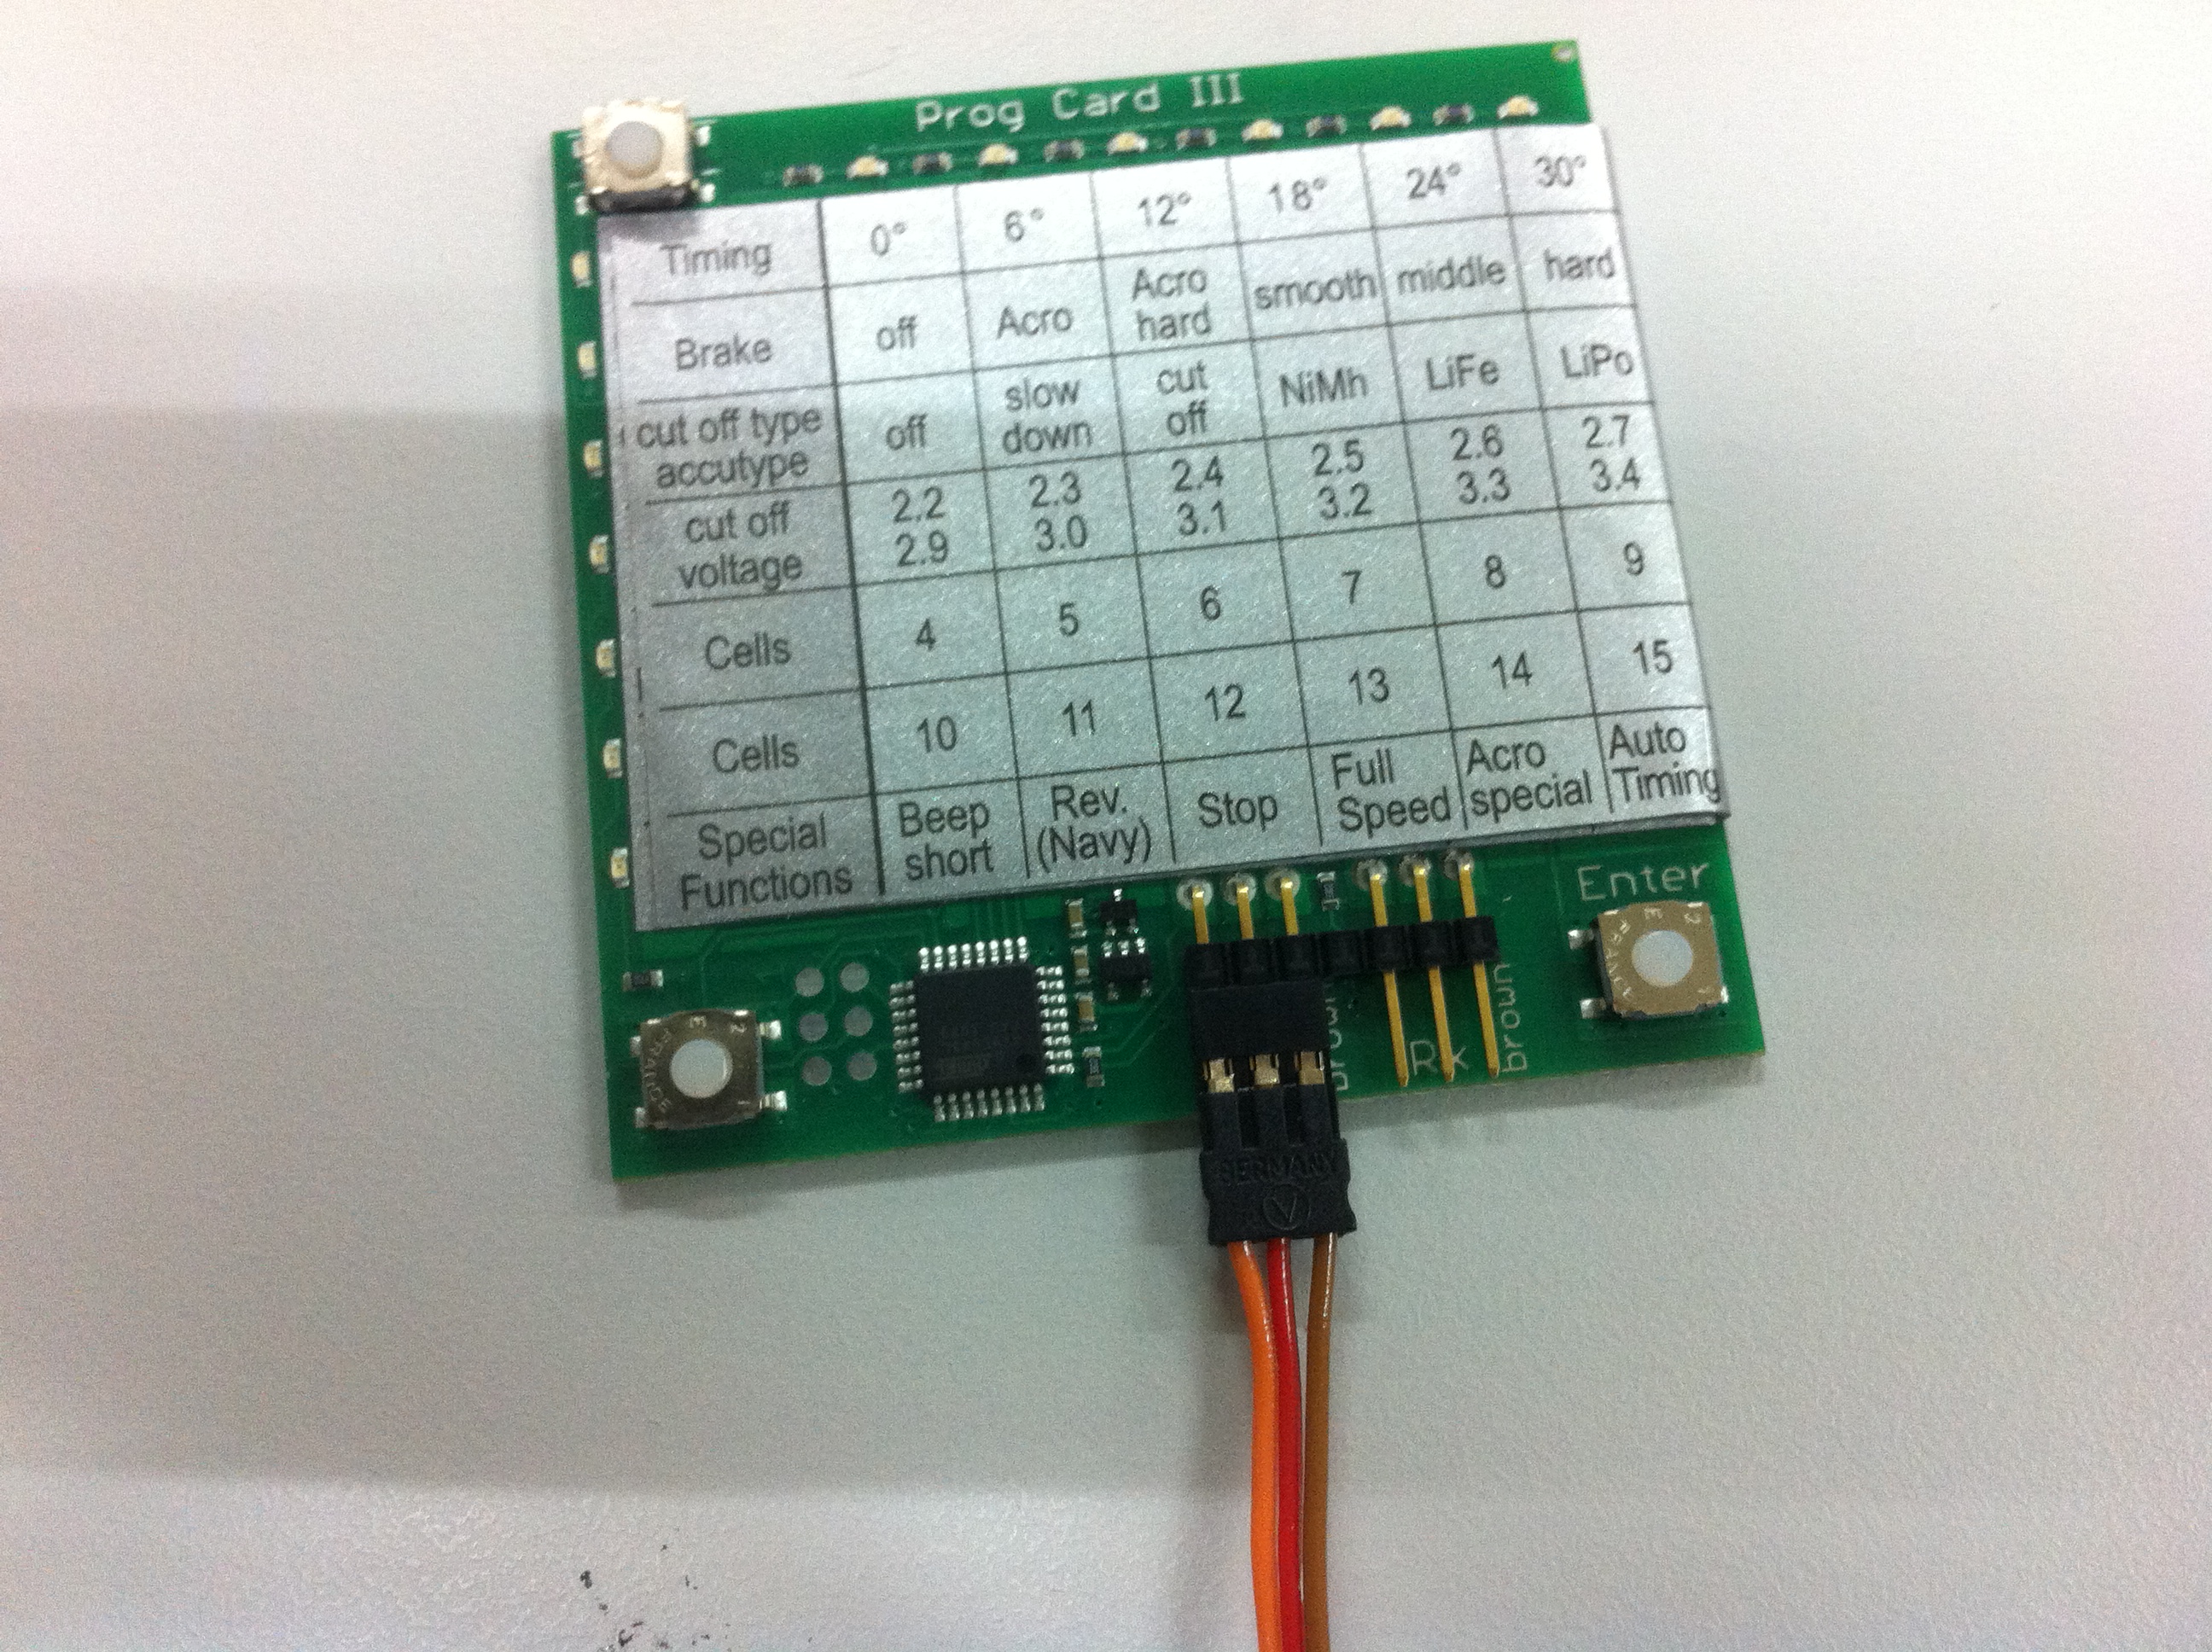 Prog Card III
Timing 0° 6° 12° 18° 24° 30°
Brake off Acro Acro hard smooth middle hard
cut off type accutype off slow down cut off NiMh LiFe LiPo
cut off voltage 2.2 2.9 2.3 3.0 2.4 3.1 2.5 3.2 2.6 3.3 2.7 3.4
Cells 4 5 6 7 8 9
Cells 10 11 12 13 14 15
Special Functions Beep short Rev. (Navy) Stop Full Speed Acro special Auto Timing
Enter
brown
Rx
brown
E 2
FRANCE
E 2
FRANCE
GERMANY
V